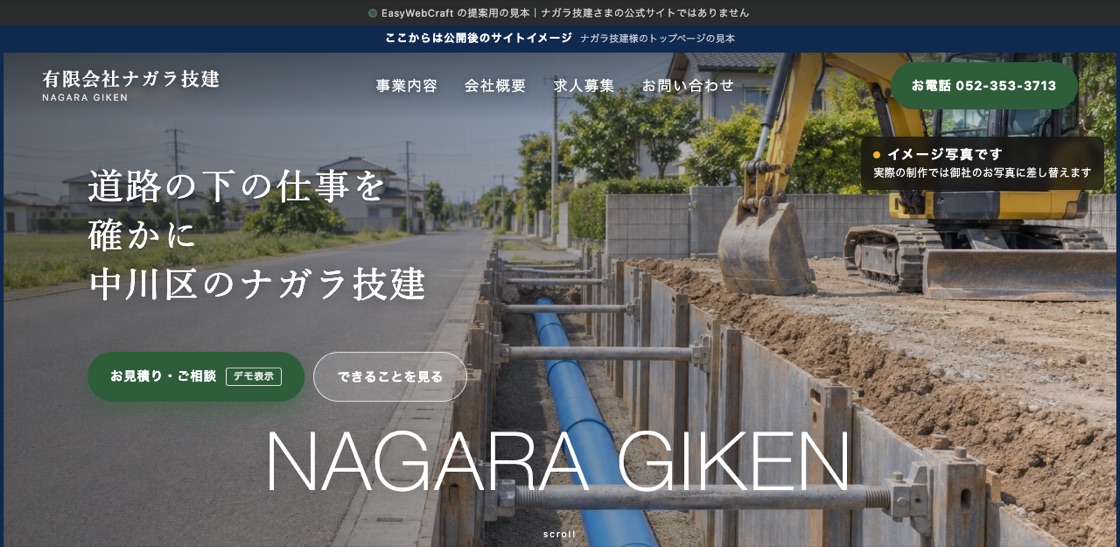 EasyWebCraft の提案用の見本｜ナガラ技建さまの公式サイトではありません
ここからは公開後のサイトイメージ ナガラ技建様のトップページの見本
有限会社ナガラ技建
NAGARA GIKEN
事業内容 会社概要 求人募集 お問い合わせ
お電話 052-353-3713
イメージ写真です
実際の制作では御社のお写真に差し替えます
道路の下の仕事を
確かに
中川区のナガラ技建
お見積り・ご相談 デモ表示
できることを見る
NAGARA GIKEN
scroll